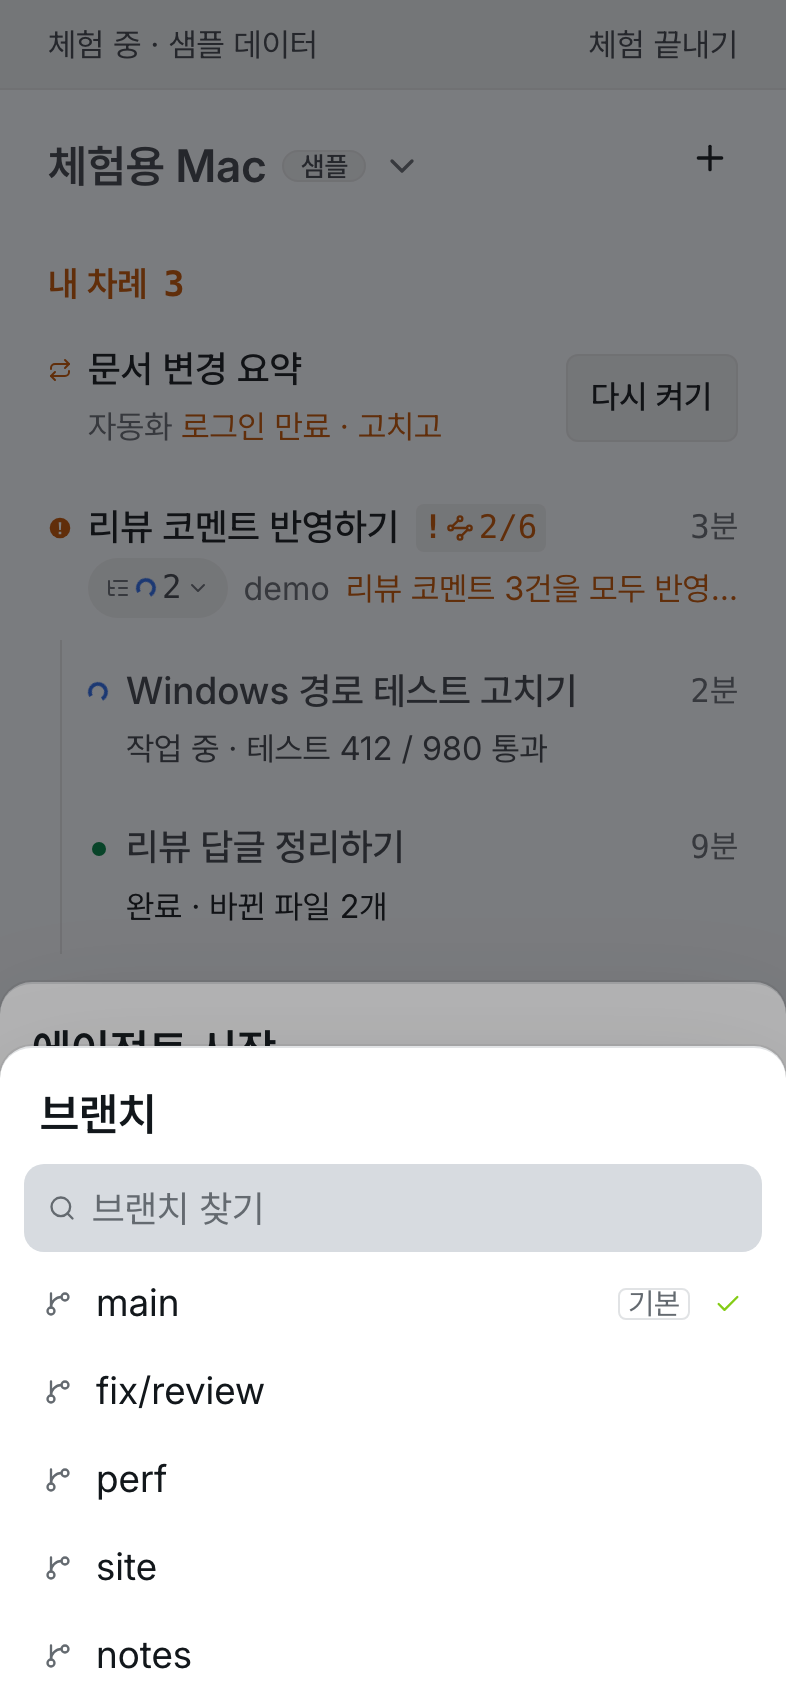 체험 중 · 샘플 데이터
체험 끝내기
체험용 Mac 샘플
내 차례 3
문서 변경 요약
다시 켜기
자동화 로그인 만료 · 고치고
리뷰 코멘트 반영하기 ! 2/6 3분
2 demo 리뷰 코멘트 3건을 모두 반영...
Windows 경로 테스트 고치기 2분
작업 중 · 테스트 412 / 980 통과
리뷰 답글 정리하기 9분
완료 · 바뀐 파일 2개
에이전트 시작
브랜치
브랜치 찾기
main 기본
fix/review
perf
site
notes